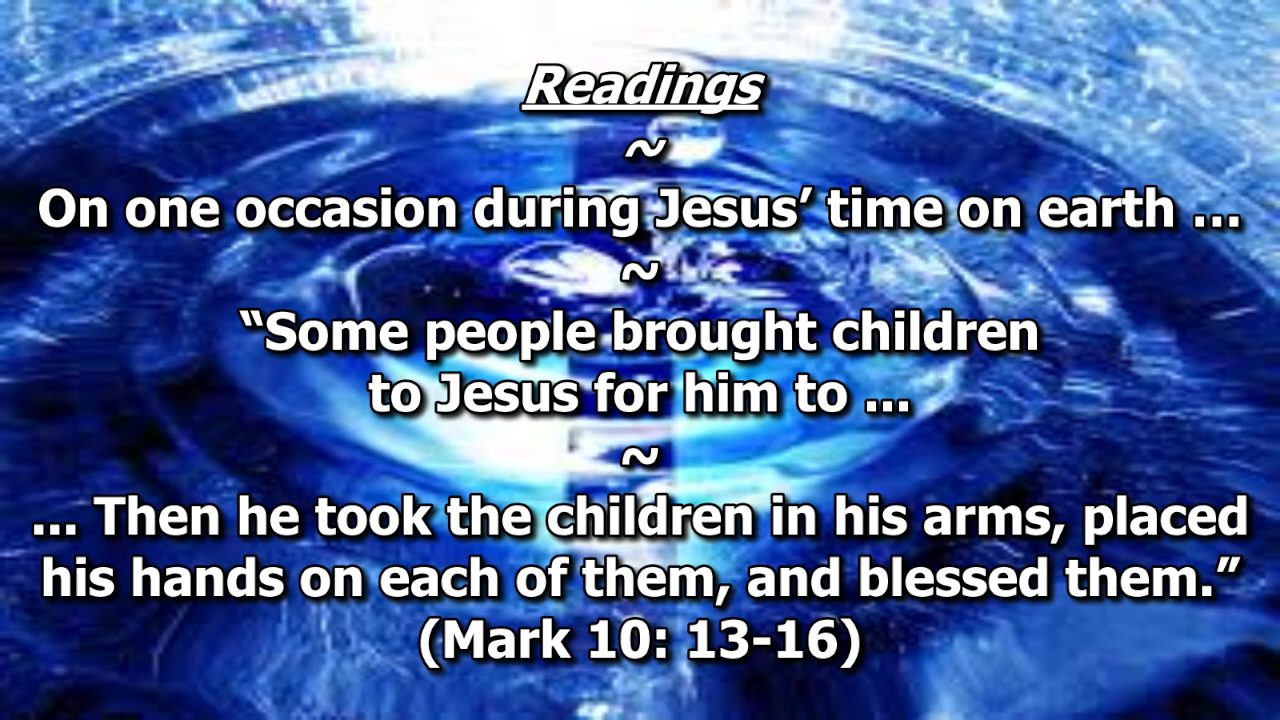 Readings
~
On one occasion during Jesus’ time on earth …
~
“Some people brought children
to Jesus for him to ...
~
... Then he took the children in his arms, placed
his hands on each of them, and blessed them.”
(Mark 10: 13-16)